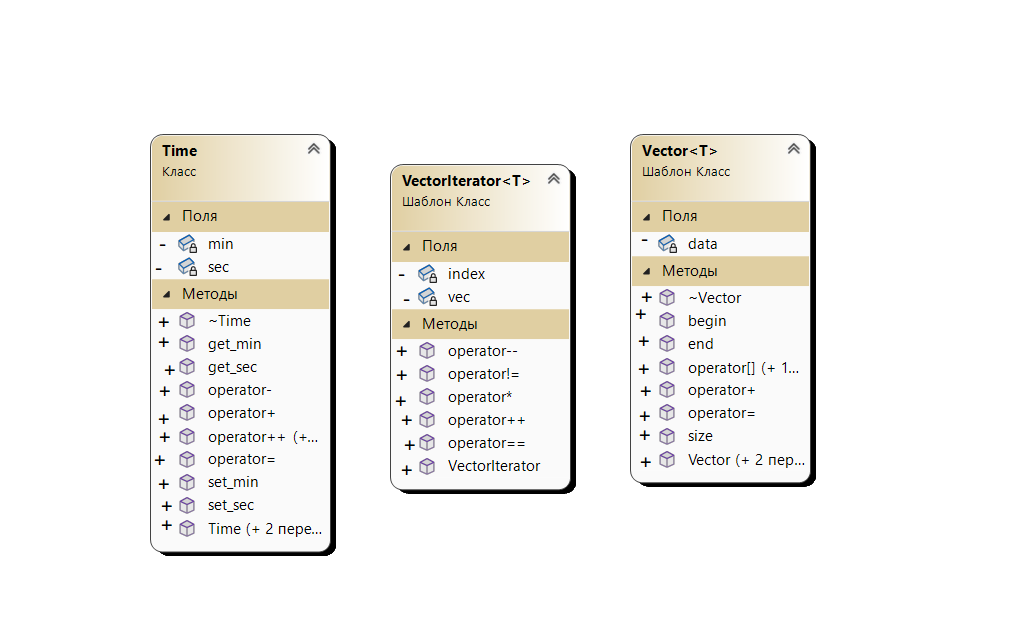 Time
Класс
Поля
- min
- sec
Методы
+ ~Time
+ get_min
+ get_sec
+ operator-
+ operator+
+ operator++ (+...
+ operator=
+ set_min
+ set_sec
+ Time (+ 2 пере...
VectorIterator<T>
Шаблон Класс
Поля
- index
- vec
Методы
+ operator--
+ operator!=
+ operator*
+ operator++
+ operator==
+ VectorIterator
Vector<T>
Шаблон Класс
Поля
- data
Методы
+ ~Vector
+ begin
+ end
+ operator[] (+ 1...
+ operator+
+ operator=
+ size
+ Vector (+ 2 пер...